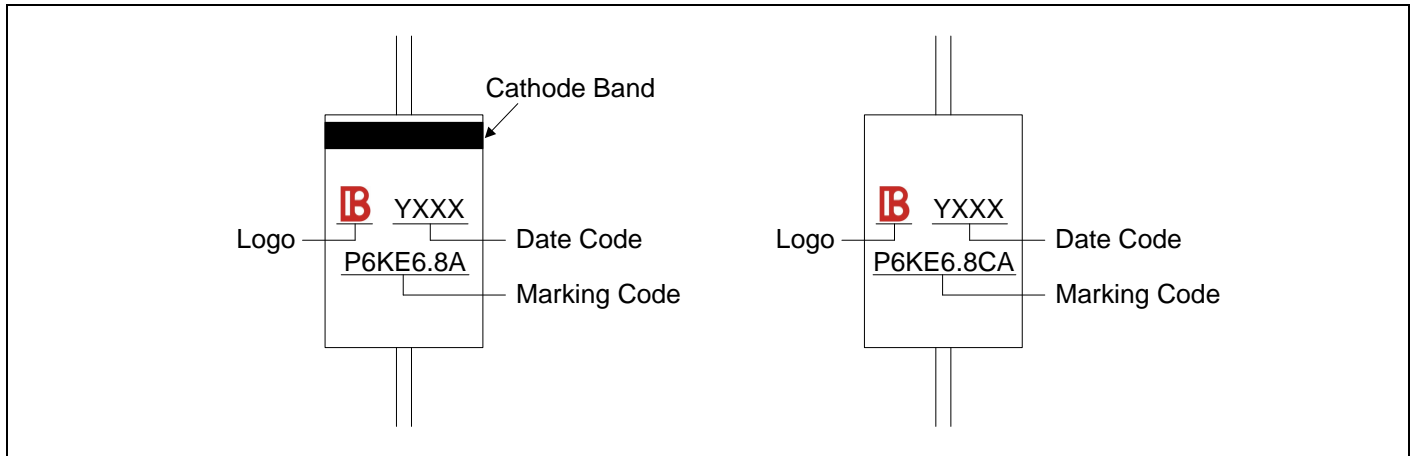 Cathode Band
B YXXX
Logo Date Code
P6KE6.8A
Marking Code
B YXXX
Logo Date Code
P6KE6.8CA
Marking Code